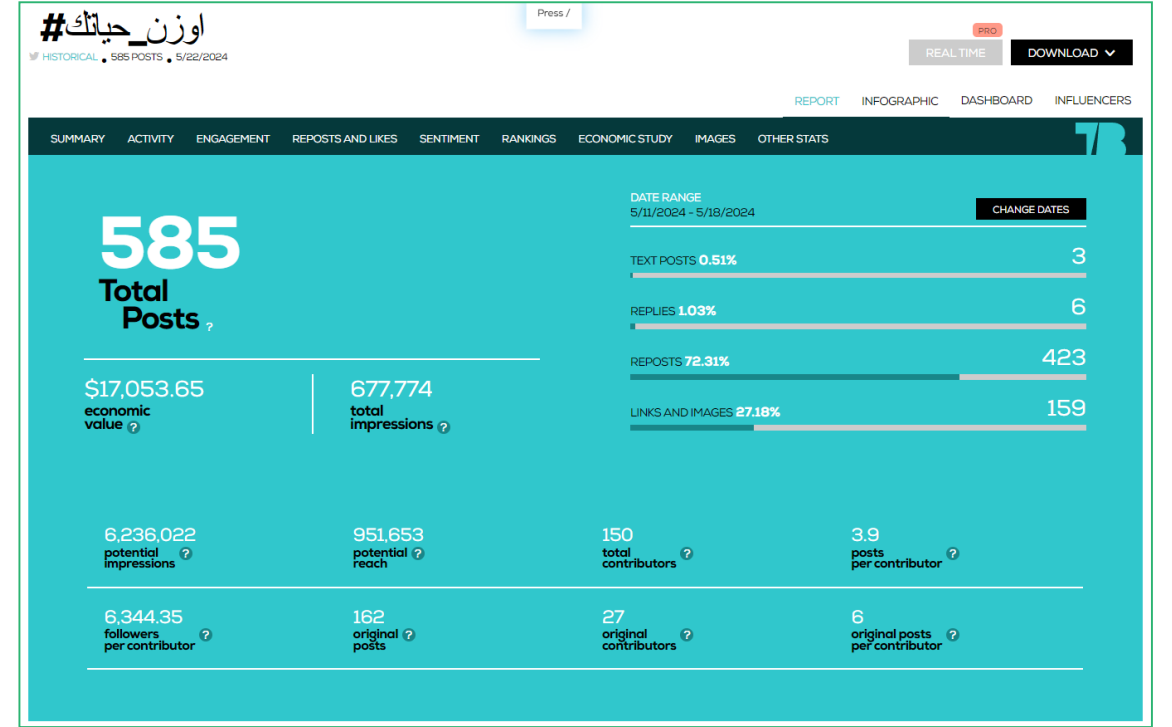 #اوزن_حياتك
Press /
HISTORICAL • 585 POSTS • 5/22/2024
PRO
REAL TIME
DOWNLOAD
REPORT INFOGRAPHIC DASHBOARD INFLUENCERS
SUMMARY ACTIVITY ENGAGEMENT REPOSTS AND LIKES SENTIMENT RANKINGS ECONOMIC STUDY IMAGES OTHER STATS
TB
585
Total
Posts ?
$17,053.65
economic
value ?
677,774
total
impressions ?
DATE RANGE
5/11/2024 - 5/18/2024
CHANGE DATES
TEXT POSTS 0.51% 3
REPLIES 1.03% 6
REPOSTS 72.31% 423
LINKS AND IMAGES 27.18% 159
6,236,022
potential
impressions ?
951,653
potential
reach ?
150
total
contributors ?
3.9
posts
per contributor ?
6,344.35
followers
per contributor ?
162
original
posts ?
27
original
contributors ?
6
original posts
per contributor ?